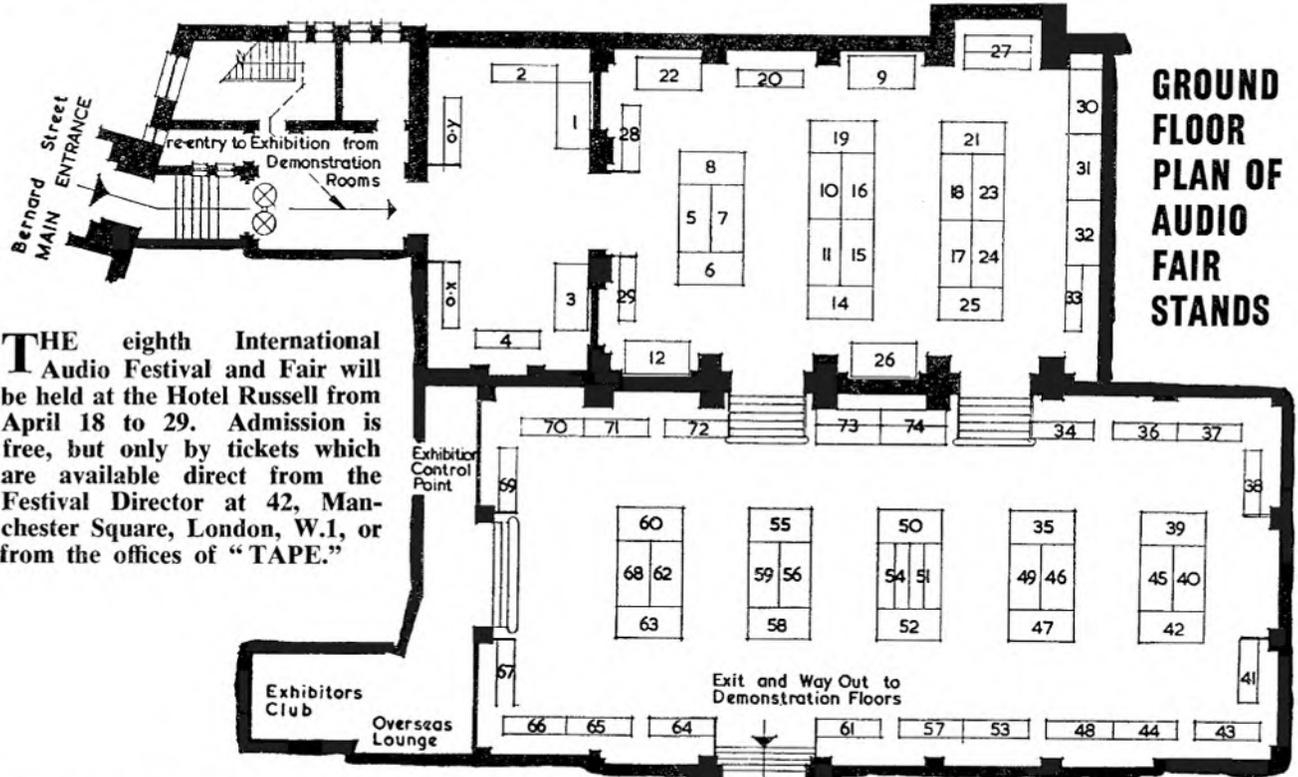 GROUND
FLOOR
PLAN OF
AUDIO
FAIR
STANDS
Bernard Street
MAIN ENTRANCE
re-entry to Exhibition from
Demonstration
Rooms
THE eighth International
Audio Festival and Fair will
be held at the Hotel Russell from
April 18 to 29. Admission is
free, but only by tickets which
are available direct from the
Festival Director at 42, Man-
chester Square, London, W.1, or
from the offices of “TAPE.”
o-y
2
1
o-x
3
4
22
20
9
27
28
8
5 7
6
29
12
19
10 16
11 15
14
26
21
18 23
17 24
25
30
31
32
33
Exhibition
Control
Point
70 71
72
73 74
34
36 37
38
69
60
68 62
63
55
59 56
58
50
54 51
52
35
49 46
47
39
45 40
42
41
67
Exit and Way Out to
Demonstration Floors
66 65
64
61
57 53
48 44
43
Exhibitors
Club
Overseas
Lounge